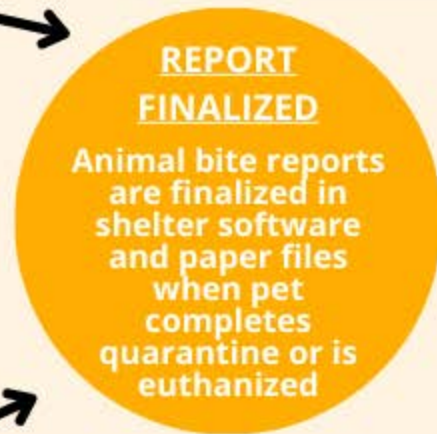 REPORT
FINALIZED
Animal bite reports
are finalized in
shelter software
and paper files
when pet
completes
quarantine or is
euthanized